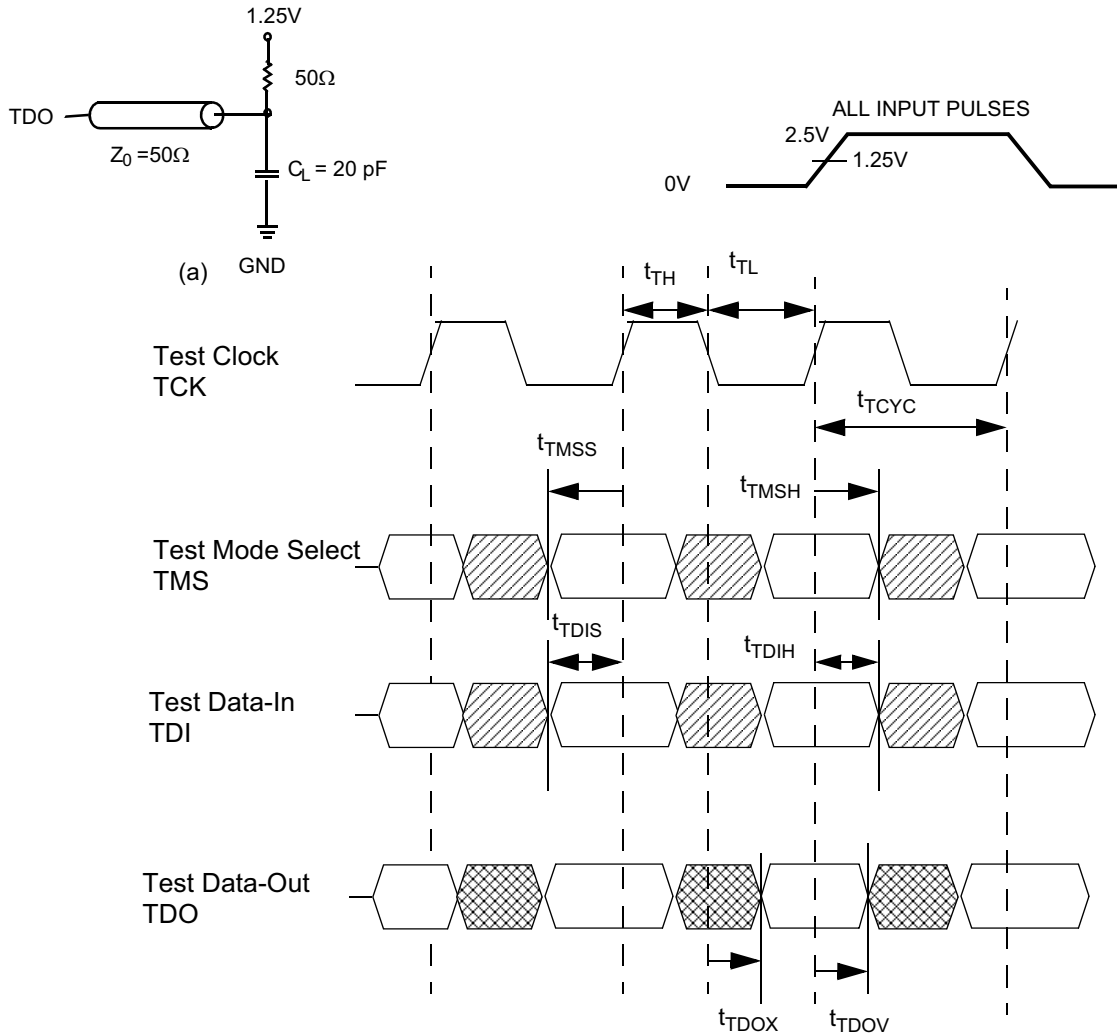 1.25V
50Ω
TDO
Z0 =50Ω
CL = 20 pF
(a)
GND
ALL INPUT PULSES
2.5V
1.25V
0V
tTH
tTL
Test Clock
TCK
tTCYC
tTMSS
tTMSH
Test Mode Select
TMS
tTDIS
tTDIH
Test Data-In
TDI
Test Data-Out
TDO
tTDOX
tTDOV